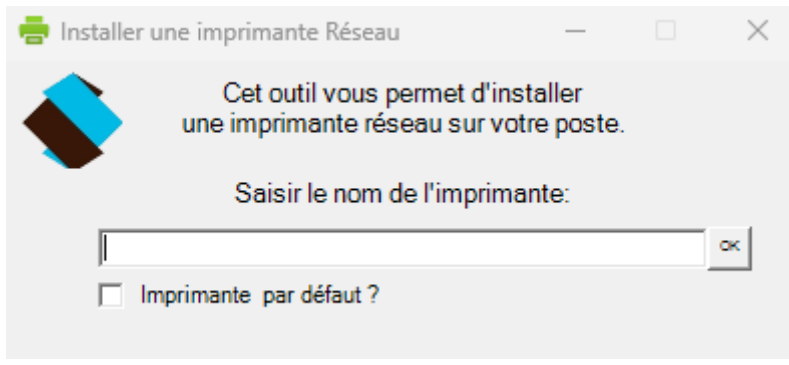 Installer une imprimante Réseau
Cet outil vous permet d'installer
une imprimante réseau sur votre poste.
Saisir le nom de l'imprimante:
OK
Imprimante par défaut ?